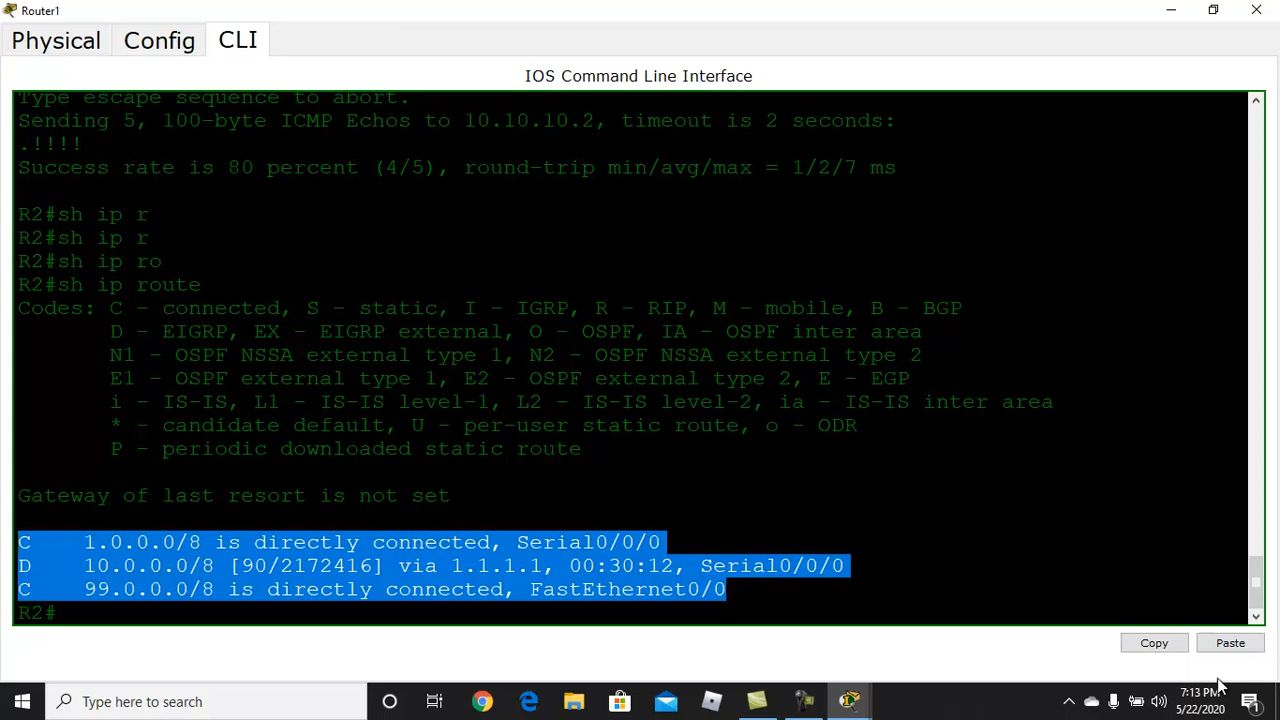 Router1
Physical Config CLI
IOS Command Line Interface
Type escape sequence to abort.
Sending 5, 100-byte ICMP Echos to 10.10.10.2, timeout is 2 seconds:
.!!!!
Success rate is 80 percent (4/5), round-trip min/avg/max = 1/2/7 ms
R2#sh ip r
R2#sh ip r
R2#sh ip ro
R2#sh ip route
Codes: C - connected, S - static, I - IGRP, R - RIP, M - mobile, B - BGP
D - EIGRP, EX - EIGRP external, O - OSPF, IA - OSPF inter area
N1 - OSPF NSSA external type 1, N2 - OSPF NSSA external type 2
E1 - OSPF external type 1, E2 - OSPF external type 2, E - EGP
i - IS-IS, L1 - IS-IS level-1, L2 - IS-IS level-2, ia - IS-IS inter area
* - candidate default, U - per-user static route, o - ODR
P - periodic downloaded static route
Gateway of last resort is not set
C 1.0.0.0/8 is directly connected, Serial0/0/0
D 10.0.0.0/8 [90/2172416] via 1.1.1.1, 00:30:12, Serial0/0/0
C 99.0.0.0/8 is directly connected, FastEthernet0/0
R2#
Copy Paste
Type here to search
7:13 PM
5/22/2020
1